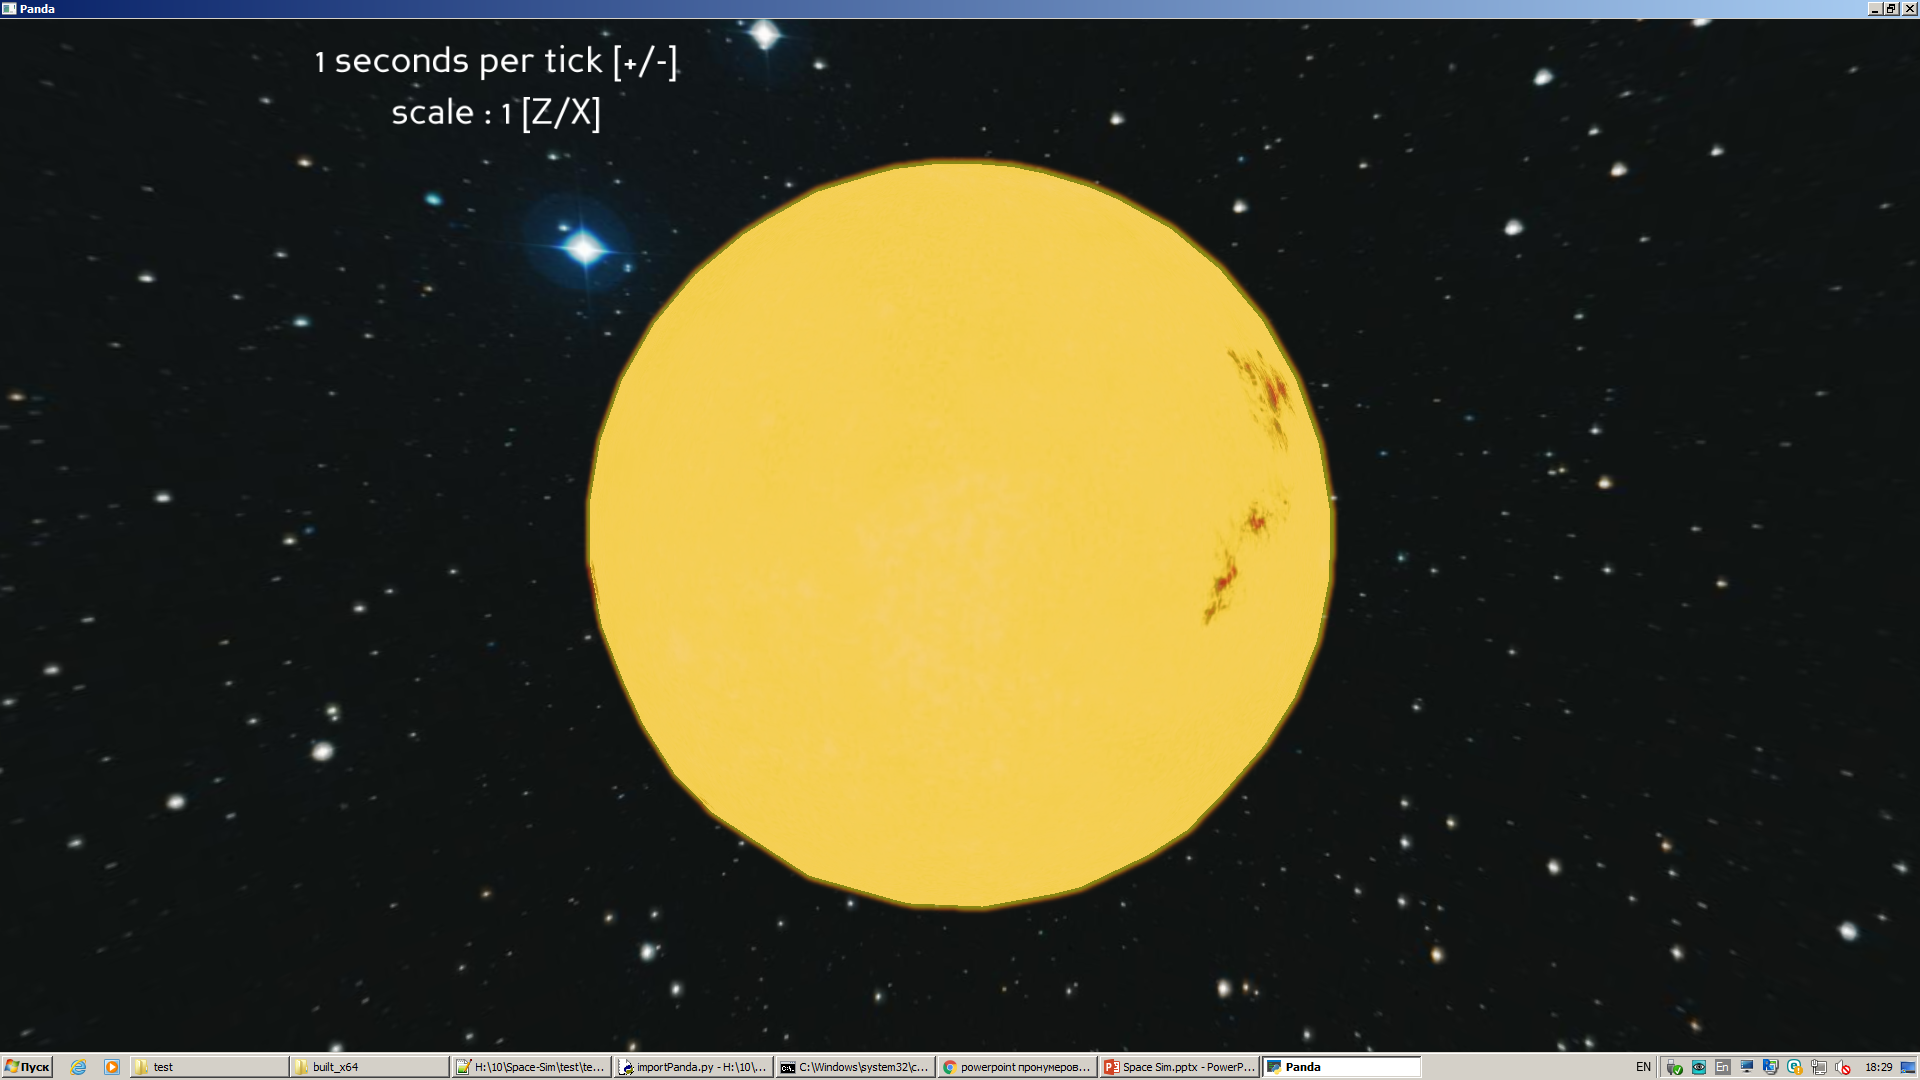 Panda
1 seconds per tick [+/-]
scale : 1 [Z/X]
Пуск
test
built_x64
H:\10\Space-Sim\test\te...
importPanda.py - H:\10\...
C:\Windows\system32\c...
powerpoint пронумеров...
Space Sim.pptx - PowerP...
Panda
EN
En
18:29